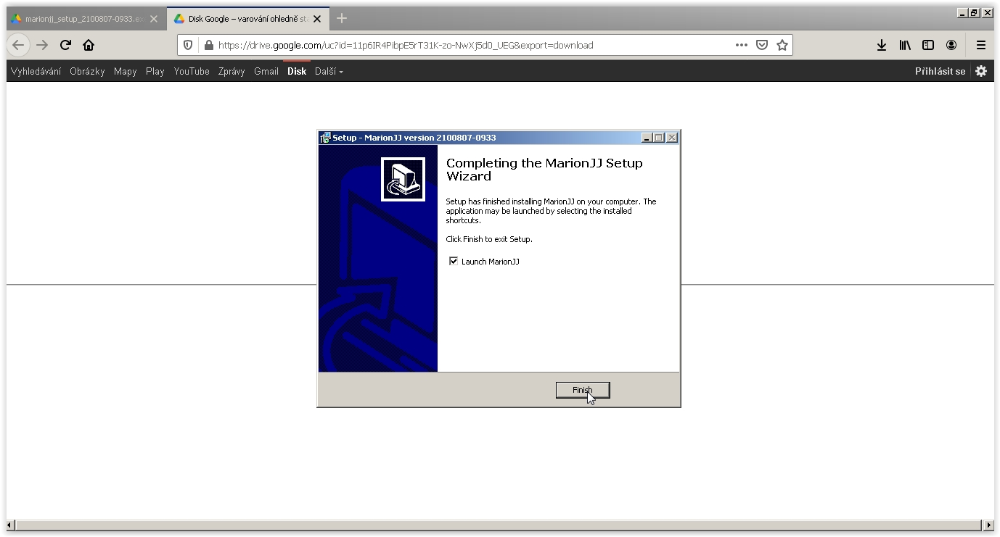 marionjj_setup_2100807-0933.ex
Disk Google – varování ohledně sta
https://drive.google.com/uc?id=11p6IR4PibpE5rT31K-zo-NwXj5d0_UEG&export=download
Vyhledávání Obrázky Mapy Play YouTube Zprávy Gmail Disk Další Přihlásit se
Setup - MarionJJ version 2100807-0933
Completing the MarionJJ Setup
Wizard
Setup has finished installing MarionJJ on your computer. The
application may be launched by selecting the installed
shortcuts.
Click Finish to exit Setup.
Launch MarionJJ
Finish